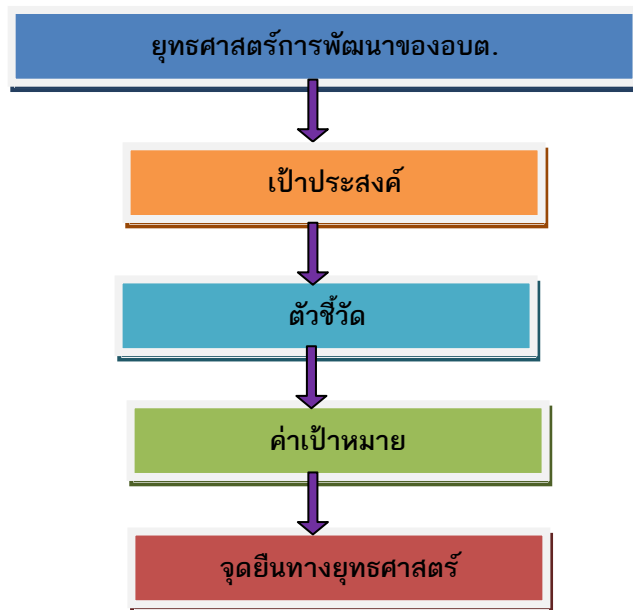 ยุทธศาสตร์การพัฒนาของอบต.
เป้าประสงค์
ตัวชี้วัด
ค่าเป้าหมาย
จุดยืนทางยุทธศาสตร์